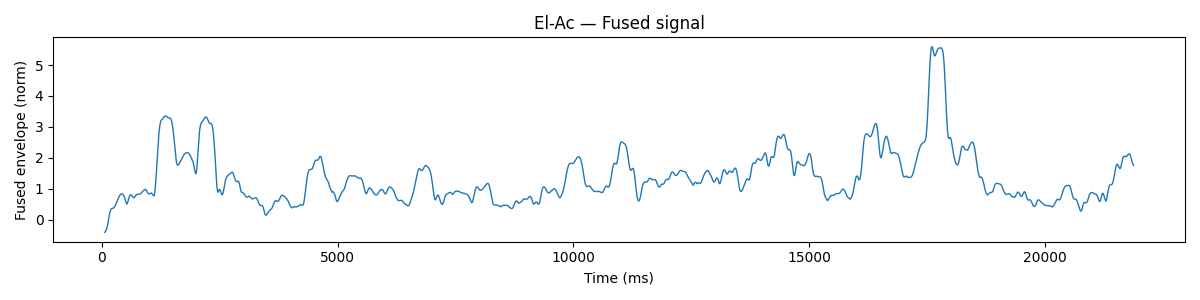 El-Ac — Fused signal
Fused envelope (norm)
5
4
3
2
1
0
0 5000 10000 15000 20000
Time (ms)